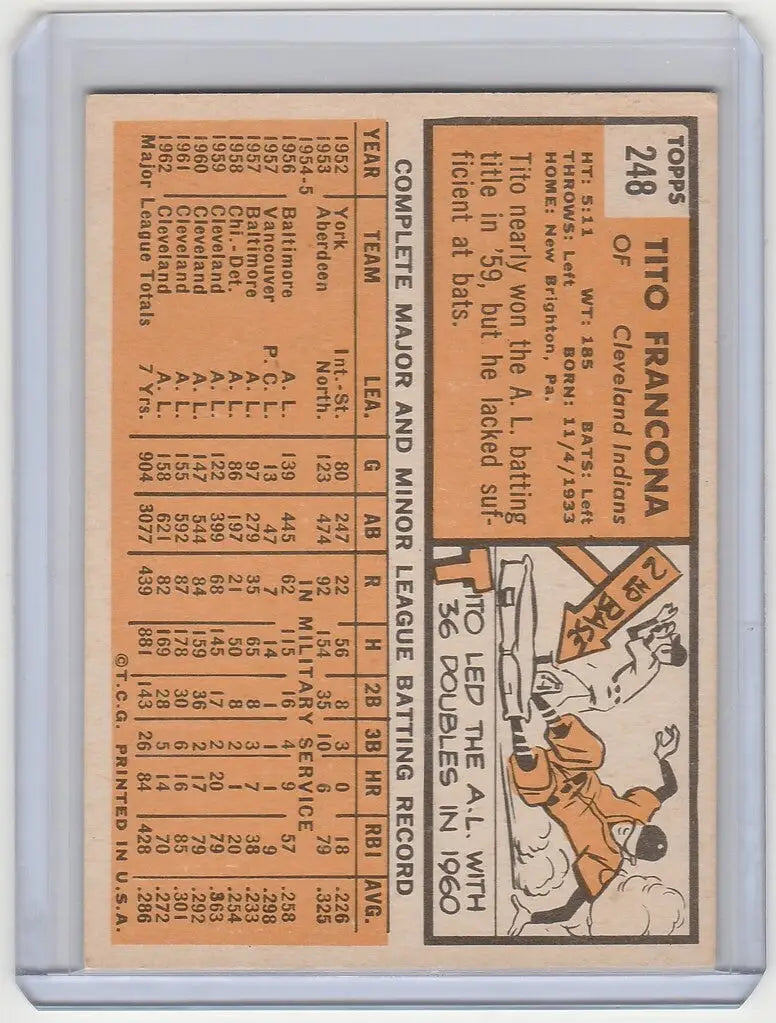 TOPPS
248
TITO FRANCONA
OF Cleveland Indians
HT: 5:11 WT: 185 BATS: Left
THROWS: Left BORN: 11/4/1933
HOME: New Brighton, Pa.
Tito nearly won the A. L. batting
title in '59, but he lacked suf-
ficient at bats.
2ND BASE
TITO LED THE A.L. WITH
36 DOUBLES IN 1960
COMPLETE MAJOR AND MINOR LEAGUE BATTING RECORD
YEAR TEAM LEA. G AB R H 2B 3B HR RBI AVG.
1952 York Int.-St. 80 247 22 56 8 3 0 18 .226
1953 Aberdeen North. 123 474 92 154 35 10 6 79 .325
1954-5 IN MILITARY SERVICE
1956 Baltimore A. L. 139 445 62 115 16 4 9 57 .258
1957 Vancouver P. C. L. 13 47 7 14 1 1 1 9 .298
1957 Baltimore A. L. 97 279 35 65 8 3 7 38 .233
1958 Chi.-Det. A. L. 86 197 21 50 8 2 1 20 .254
1959 Cleveland A. L. 122 399 68 145 17 2 20 79 .363
1960 Cleveland A. L. 147 544 84 159 36 2 17 79 .292
1961 Cleveland A. L. 155 592 87 178 30 8 16 85 .301
1962 Cleveland A. L. 158 621 82 169 28 5 14 70 .272
Major League Totals 7 Yrs. 904 3077 439 881 143 26 84 428 .286
©T.C.G. PRINTED IN U.S.A.